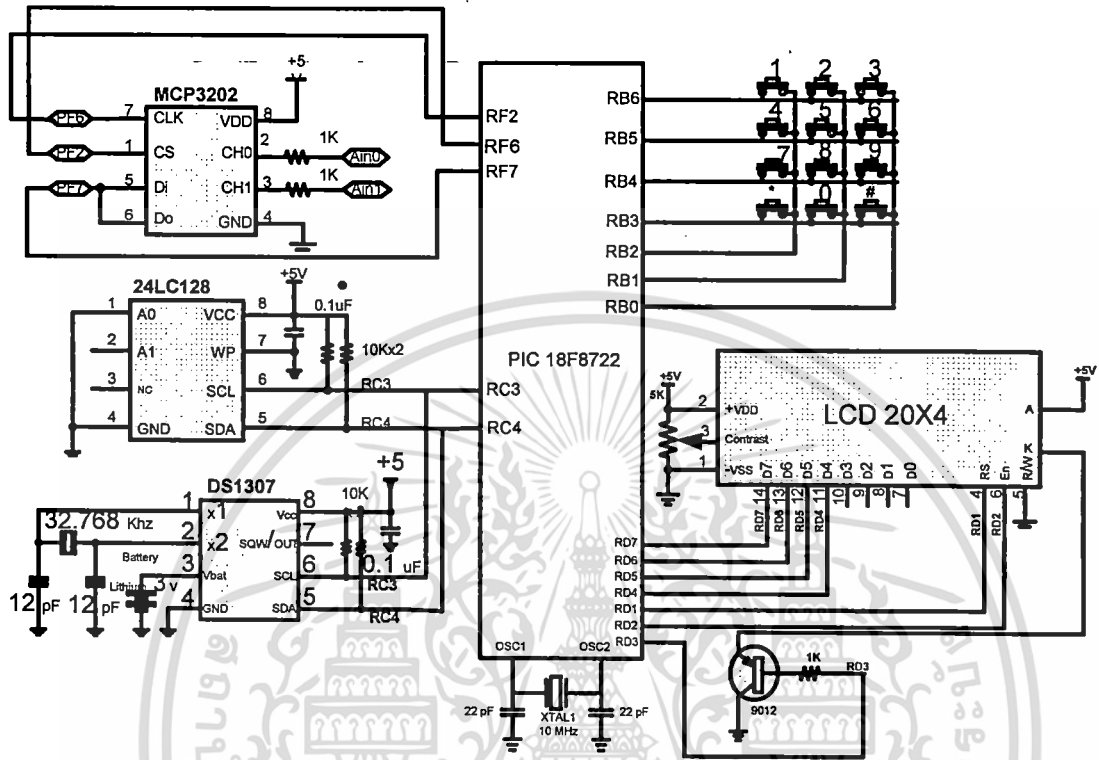 +5
MCP3202
PF6 7 CLK VDD 8
PF2 1 CS CH0 2 1K Ain0
PF7 5 Di CH1 3 1K Ain1
6 Do GND 4
24LC128
+5V
0.1uF
1 A0 VCC 8
2 A1 WP 7
10Kx2
3 NC SCL 6 RC3
4 GND SDA 5 RC4
DS1307
+5
10K
1 x1 Vcc 8
32.768 Khz
2 x2 SQW/OUT 7
Battery
3 Vbat SCL 6
0.1 uF
RC3
Lithium 3 v
4 GND SDA 5
RC4
12 pF 12 pF
RF2
RF6
RF7
PIC 18F8722
RC3
RC4
OSC1 OSC2
22 pF XTAL1 22 pF
10 MHz
RB6
RB5
RB4
RB3
RB2
RB1
RB0
RD7
RD6
RD5
RD4
RD1
RD2
RD3
1 2 3
4 5 6
7 8 9
* 0 #
+5V
5K
LCD 20X4
2 +VDD
3 Contrast
1 -VSS
A +5V
K
D7 D6 D5 D4 D3 D2 D1 D0 RS En R/W
14 13 12 11 10 9 8 7 4 6 5
RD7 RD6 RD5 RD4 RD1 RD2
1K RD3
9012